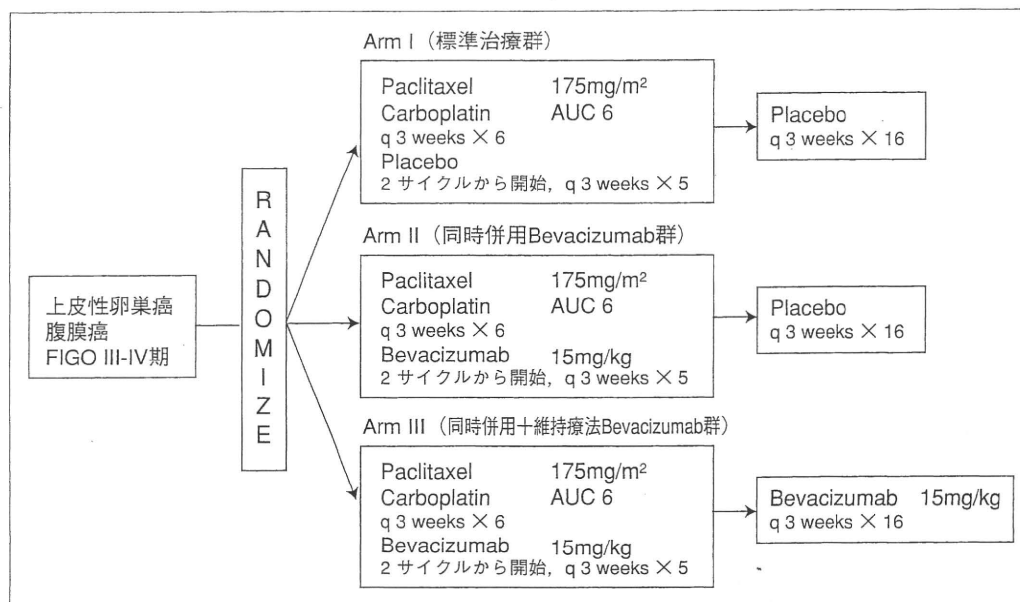 上皮性卵巣癌
腹膜癌
FIGO III-IV期
RANDOMIZE
Arm I（標準治療群）
Paclitaxel 175mg/m²
Carboplatin AUC 6
q 3 weeks × 6
Placebo
2 サイクルから開始，q 3 weeks × 5
Placebo
q 3 weeks × 16
Arm II（同時併用Bevacizumab群）
Paclitaxel 175mg/m²
Carboplatin AUC 6
q 3 weeks × 6
Bevacizumab 15mg/kg
2 サイクルから開始，q 3 weeks × 5
Placebo
q 3 weeks × 16
Arm III（同時併用十維持療法Bevacizumab群）
Paclitaxel 175mg/m²
Carboplatin AUC 6
q 3 weeks × 6
Bevacizumab 15mg/kg
2 サイクルから開始，q 3 weeks × 5
Bevacizumab 15mg/kg
q 3 weeks × 16